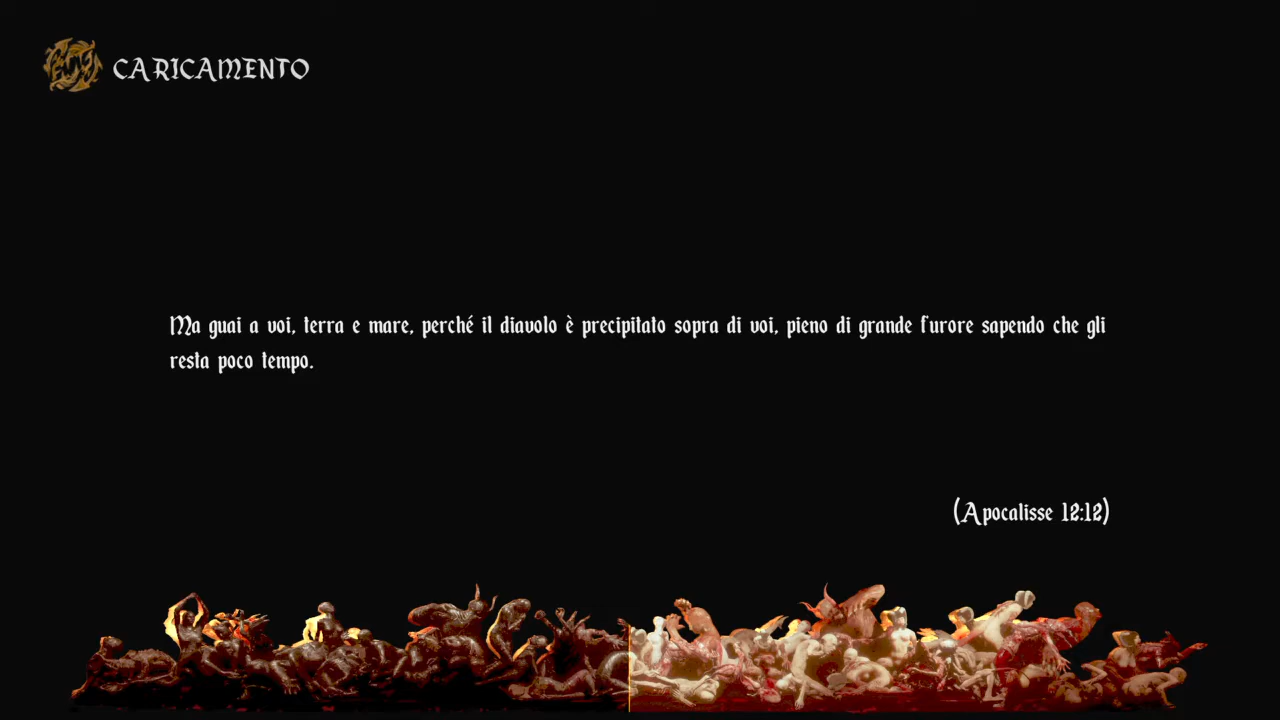 CARICAMENTO
Ma guai a voi, terra e mare, perché il diavolo è precipitato sopra di voi, pieno di grande furore sapendo che gli
resta poco tempo.
(Apocalisse 12:12)